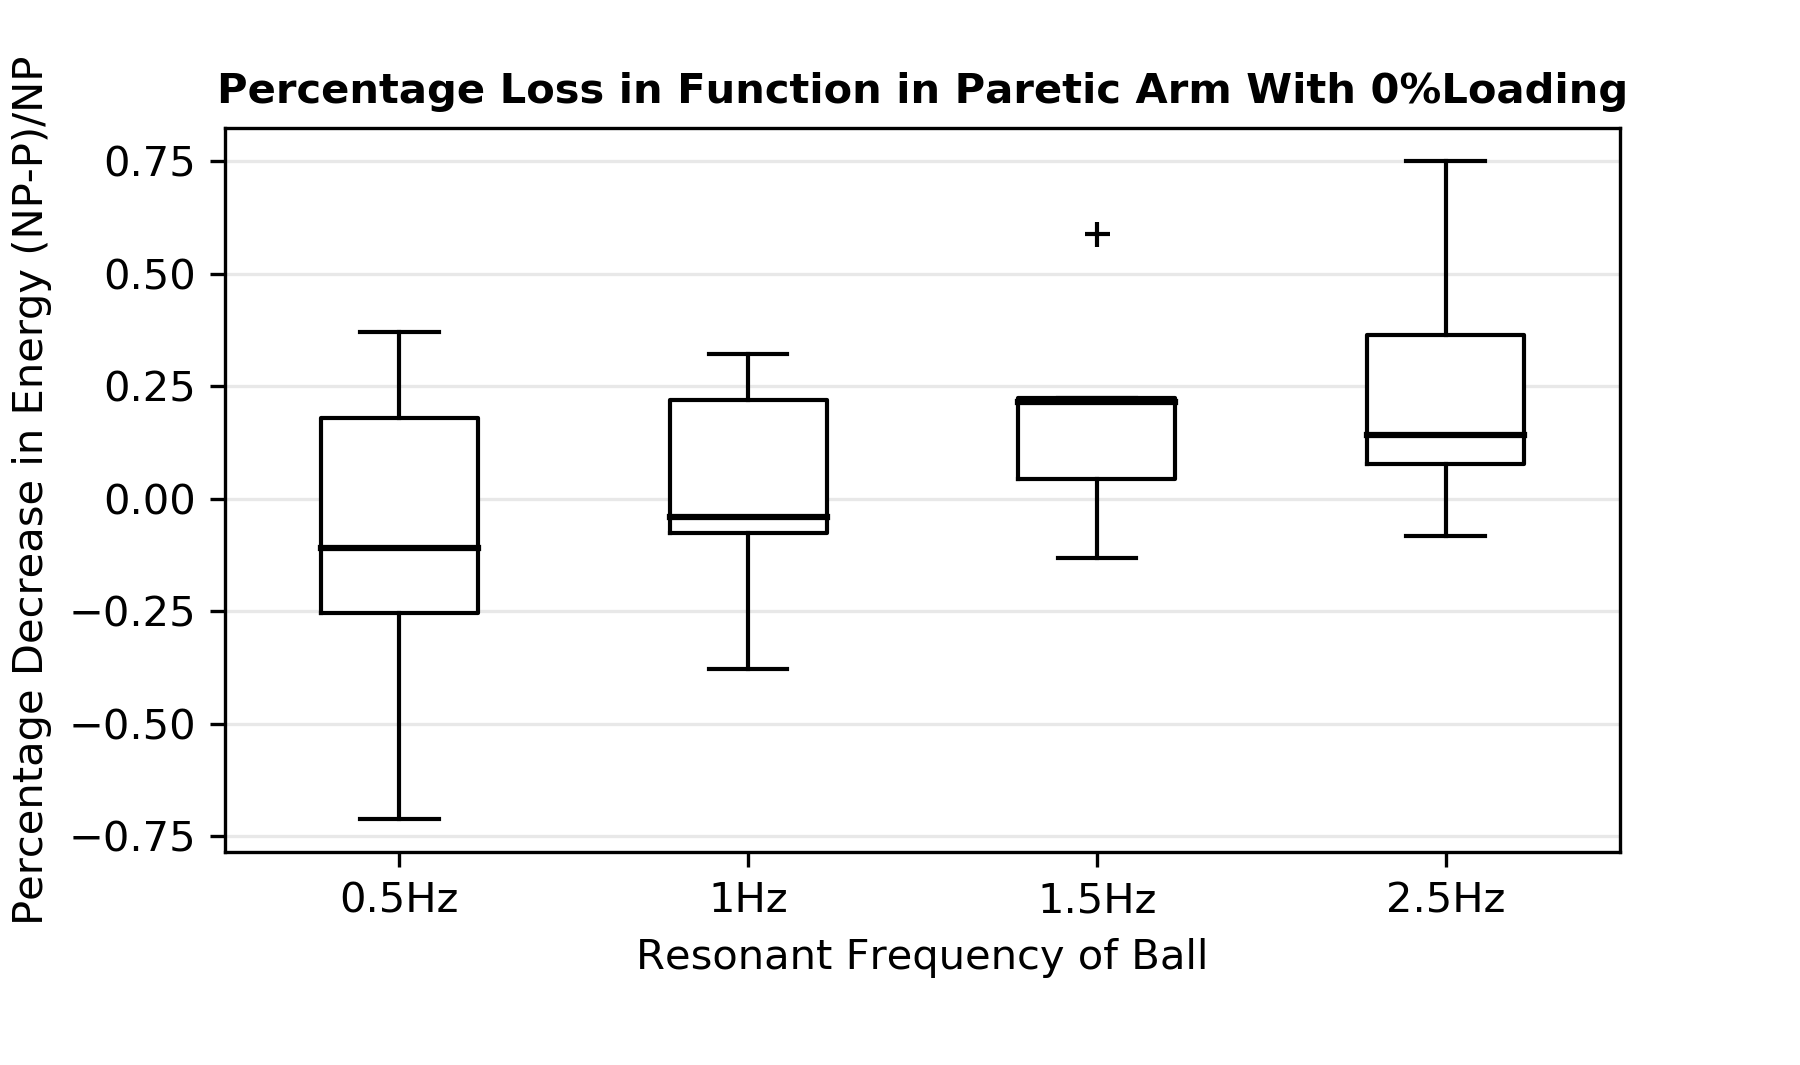 Percentage Loss in Function in Paretic Arm With 0%Loading
Percentage Decrease in Energy (NP-P)/NP
0.75
0.50
0.25
0.00
−0.25
−0.50
−0.75
0.5Hz
1Hz
1.5Hz
2.5Hz
Resonant Frequency of Ball